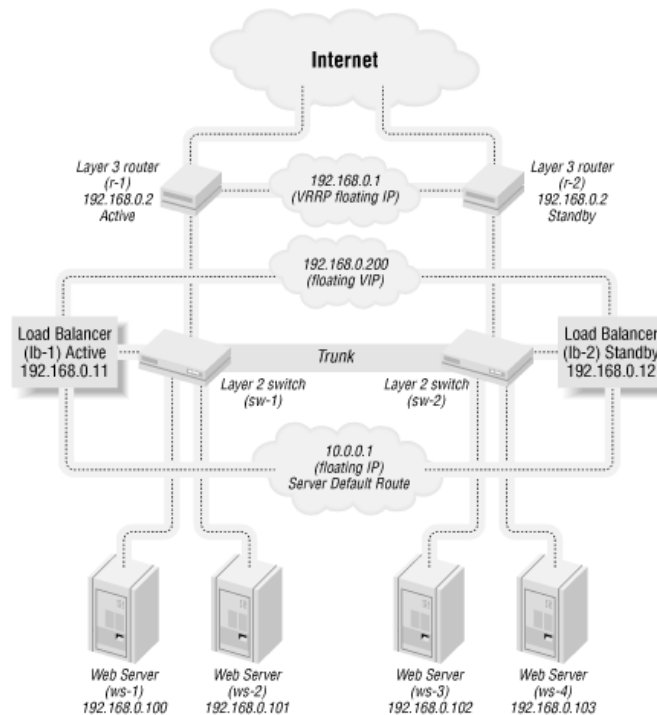 Internet
Layer 3 router
(r-1)
192.168.0.2
Active
192.168.0.1
(VRRP floating IP)
Layer 3 router
(r-2)
192.168.0.2
Standby
192.168.0.200
(floating VIP)
Load Balancer
(lb-1) Active
192.168.0.11
Trunk
Load Balancer
(lb-2) Standby
192.168.0.12
Layer 2 switch
(sw-1)
Layer 2 switch
(sw-2)
10.0.0.1
(floating IP)
Server Default Route
Web Server
(ws-1)
192.168.0.100
Web Server
(ws-2)
192.168.0.101
Web Server
(ws-3)
192.168.0.102
Web Server
(ws-4)
192.168.0.103